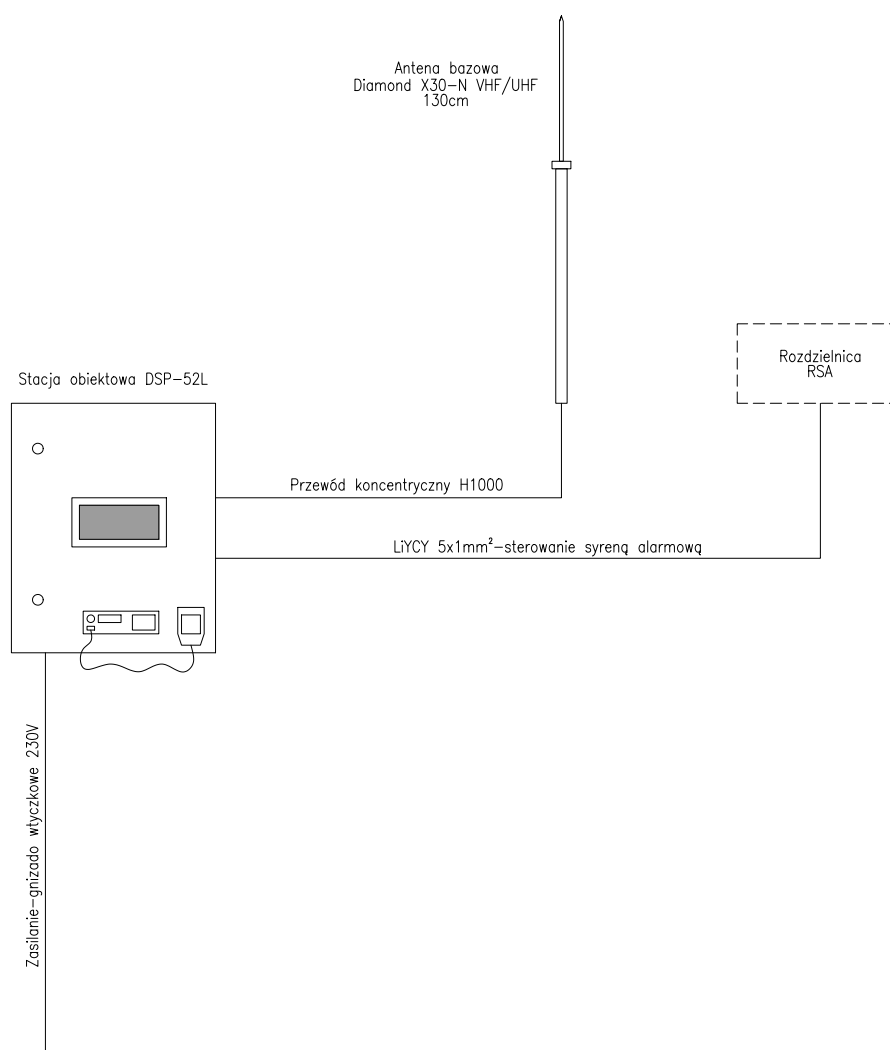 Antena bazowa
Diamond X30-N VHF/UHF
130cm
Rozdzielnica
RSA
Stacja obiektowa DSP-52L
Przewód koncentryczny H1000
LiYCY 5x1mm²-sterowanie syreną alarmową
Zasilanie-gnizado wtyczkowe 230V